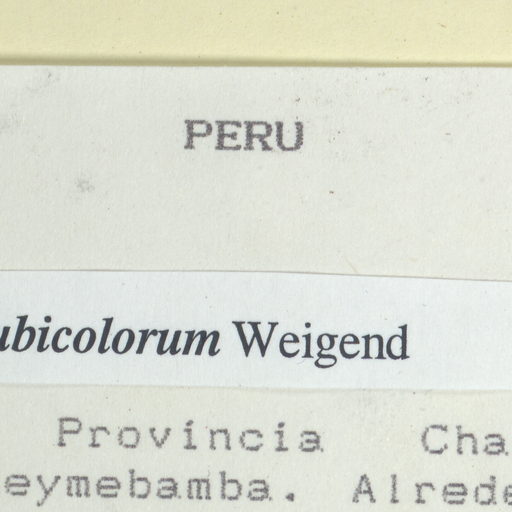 PERU
ubicolorum Weigend
Provincia Cha
eymebamba. Alrede